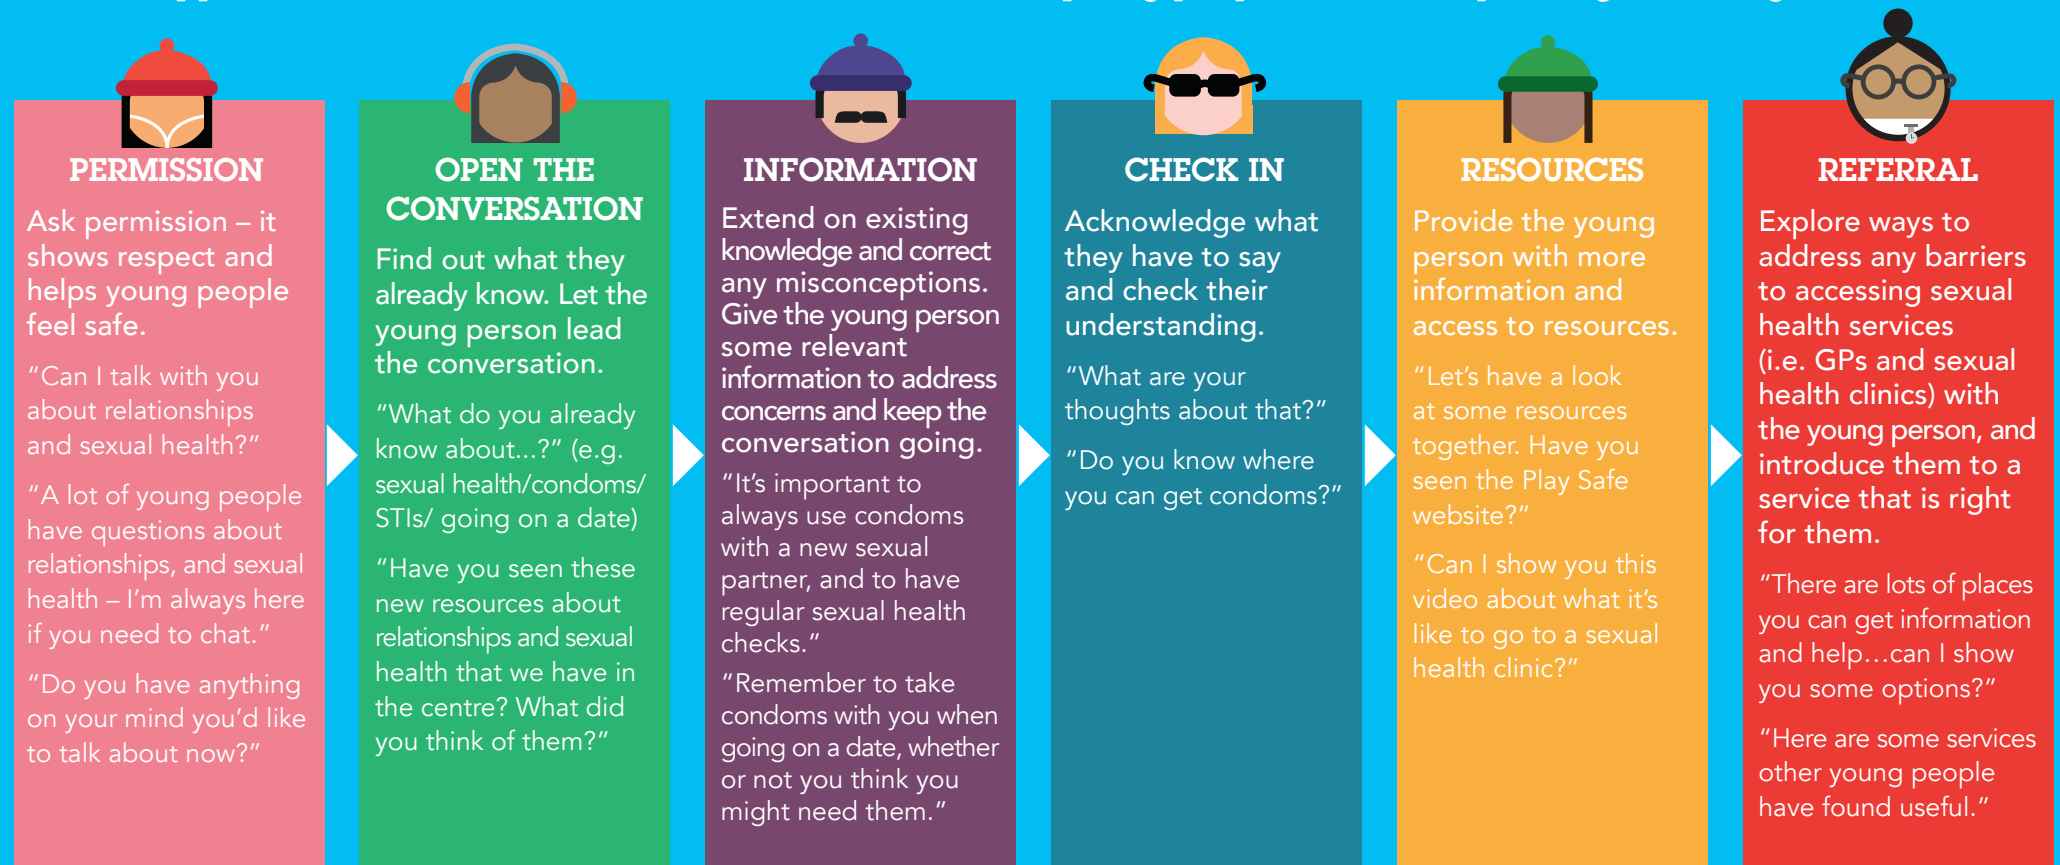 PERMISSION
Ask permission – it
shows respect and
helps young people
feel safe.
“Can I talk with you
about relationships
and sexual health?”
“A lot of young people
have questions about
relationships, and sexual
health – I’m always here
if you need to chat.”
“Do you have anything
on your mind you’d like
to talk about now?”
OPEN THE
CONVERSATION
Find out what they
already know. Let the
young person lead
the conversation.
“What do you already
know about...?” (e.g.
sexual health/condoms/
STIs/ going on a date)
“Have you seen these
new resources about
relationships and sexual
health that we have in
the centre? What did
you think of them?”
INFORMATION
Extend on existing
knowledge and correct
any misconceptions.
Give the young person
some relevant
information to address
concerns and keep the
conversation going.
“It’s important to
always use condoms
with a new sexual
partner, and to have
regular sexual health
checks.”
“Remember to take
condoms with you when
going on a date, whether
or not you think you
might need them.”
CHECK IN
Acknowledge what
they have to say
and check their
understanding.
“What are your
thoughts about that?”
“Do you know where
you can get condoms?”
RESOURCES
Provide the young
person with more
information and
access to resources.
“Let’s have a look
at some resources
together. Have you
seen the Play Safe
website?”
“Can I show you this
video about what it’s
like to go to a sexual
health clinic?”
REFERRAL
Explore ways to
address any barriers
to accessing sexual
health services
(i.e. GPs and sexual
health clinics) with
the young person, and
introduce them to a
service that is right
for them.
“There are lots of places
you can get information
and help…can I show
you some options?”
“Here are some services
other young people
have found useful.”